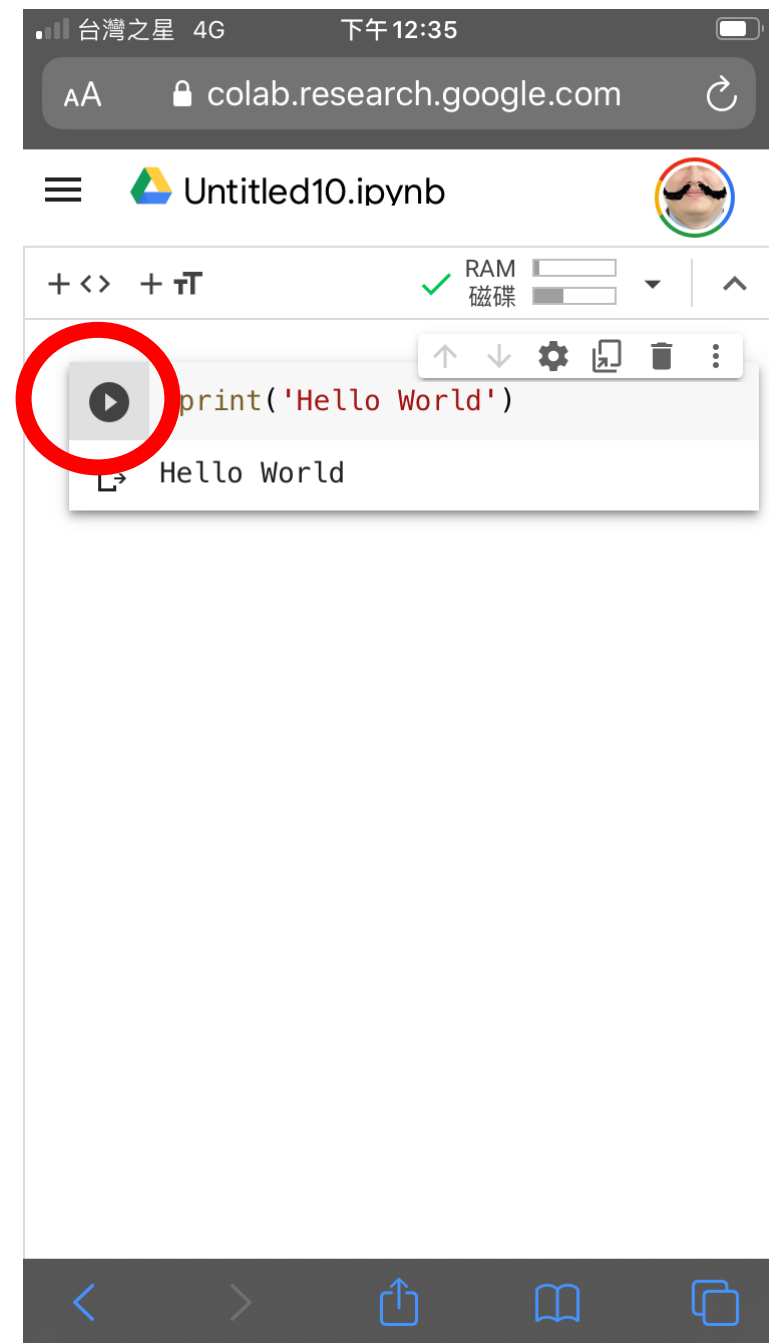 台灣之星 4G 下午12:35
AA colab.research.google.com
Untitled10.ipynb
+<> +TT RAM
磁碟
print('Hello World')
Hello World